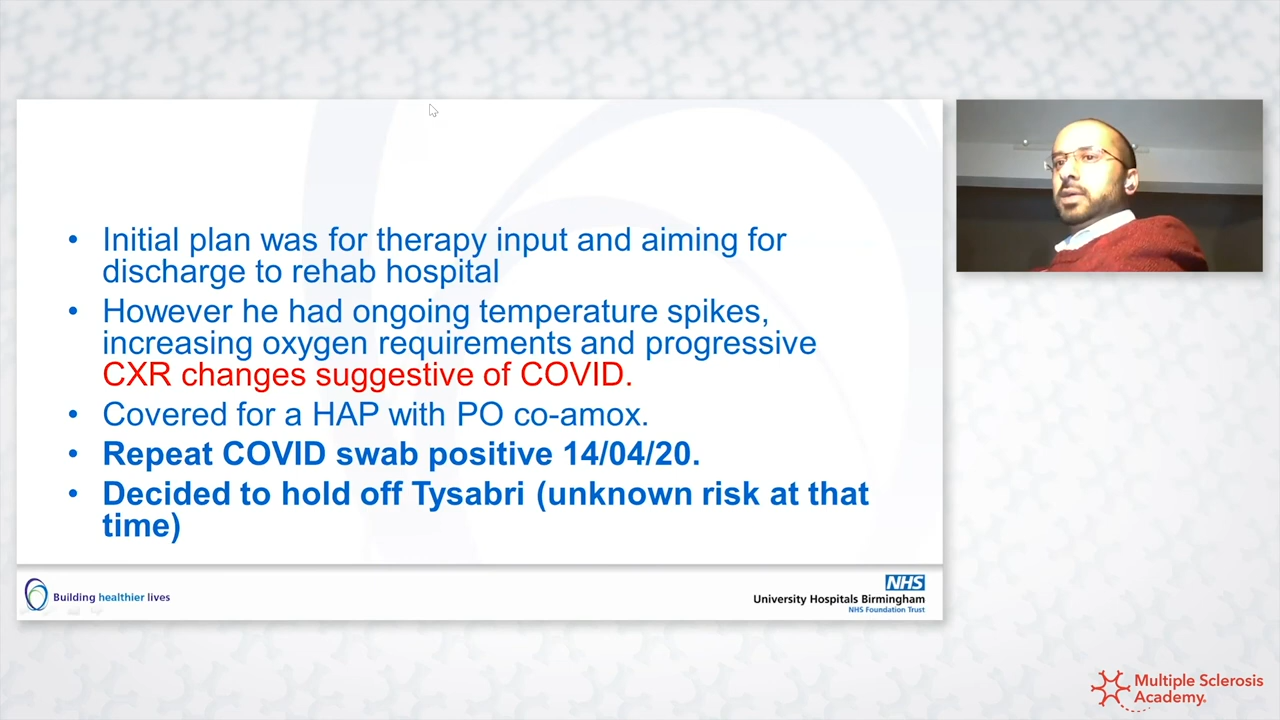 • Initial plan was for therapy input and aiming for
discharge to rehab hospital
• However he had ongoing temperature spikes,
increasing oxygen requirements and progressive
CXR changes suggestive of COVID.
• Covered for a HAP with PO co-amox.
• Repeat COVID swab positive 14/04/20.
• Decided to hold off Tysabri (unknown risk at that
time)
Building healthier lives
NHS
University Hospitals Birmingham
NHS Foundation Trust
Multiple Sclerosis
Academy.